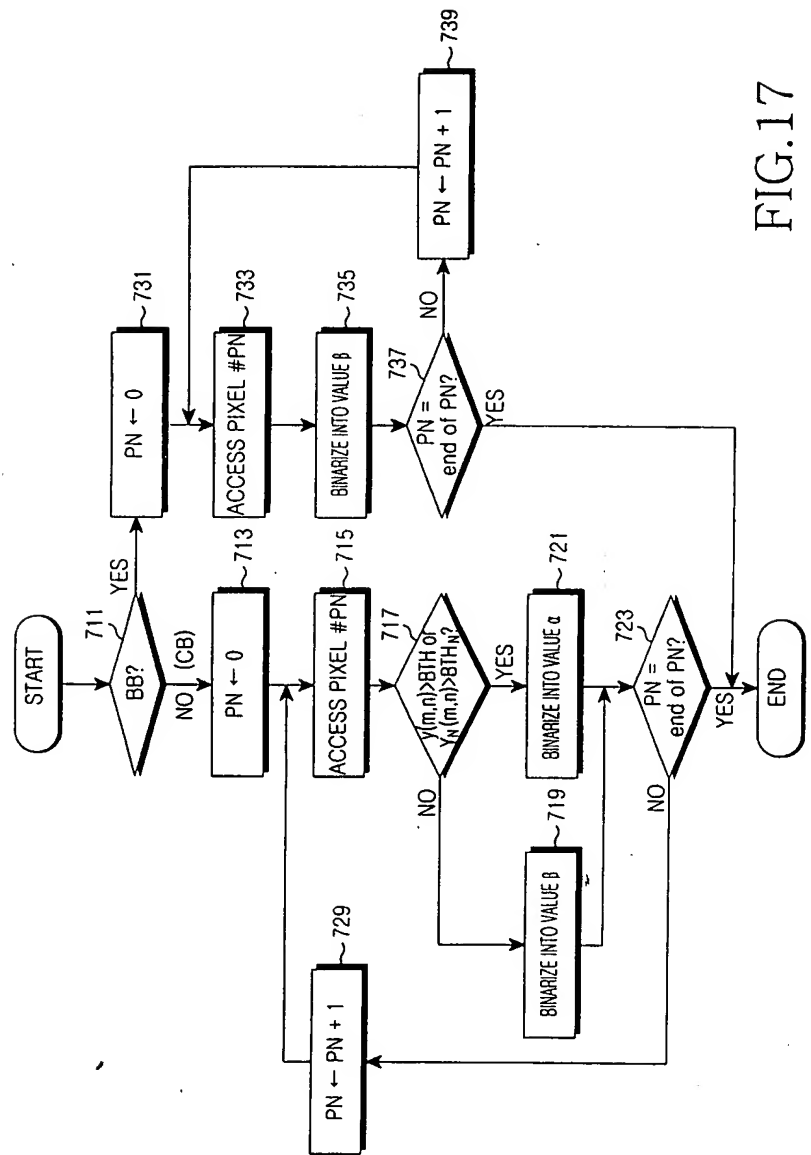 START
711
BB?
YES
NO (CB)
713
PN ← 0
715
ACCESS PIXEL #PN
717
ỹ(m,n)>BTH or
YN(m,n)>BTHN?
YES
NO
721
BINARIZE INTO VALUE α
719
BINARIZE INTO VALUE β
723
PN =
end of PN?
NO
YES
729
PN ← PN + 1
END
731
PN ← 0
733
ACCESS PIXEL #PN
735
BINARIZE INTO VALUE β
737
PN =
end of PN?
NO
YES
739
PN ← PN + 1
FIG.17